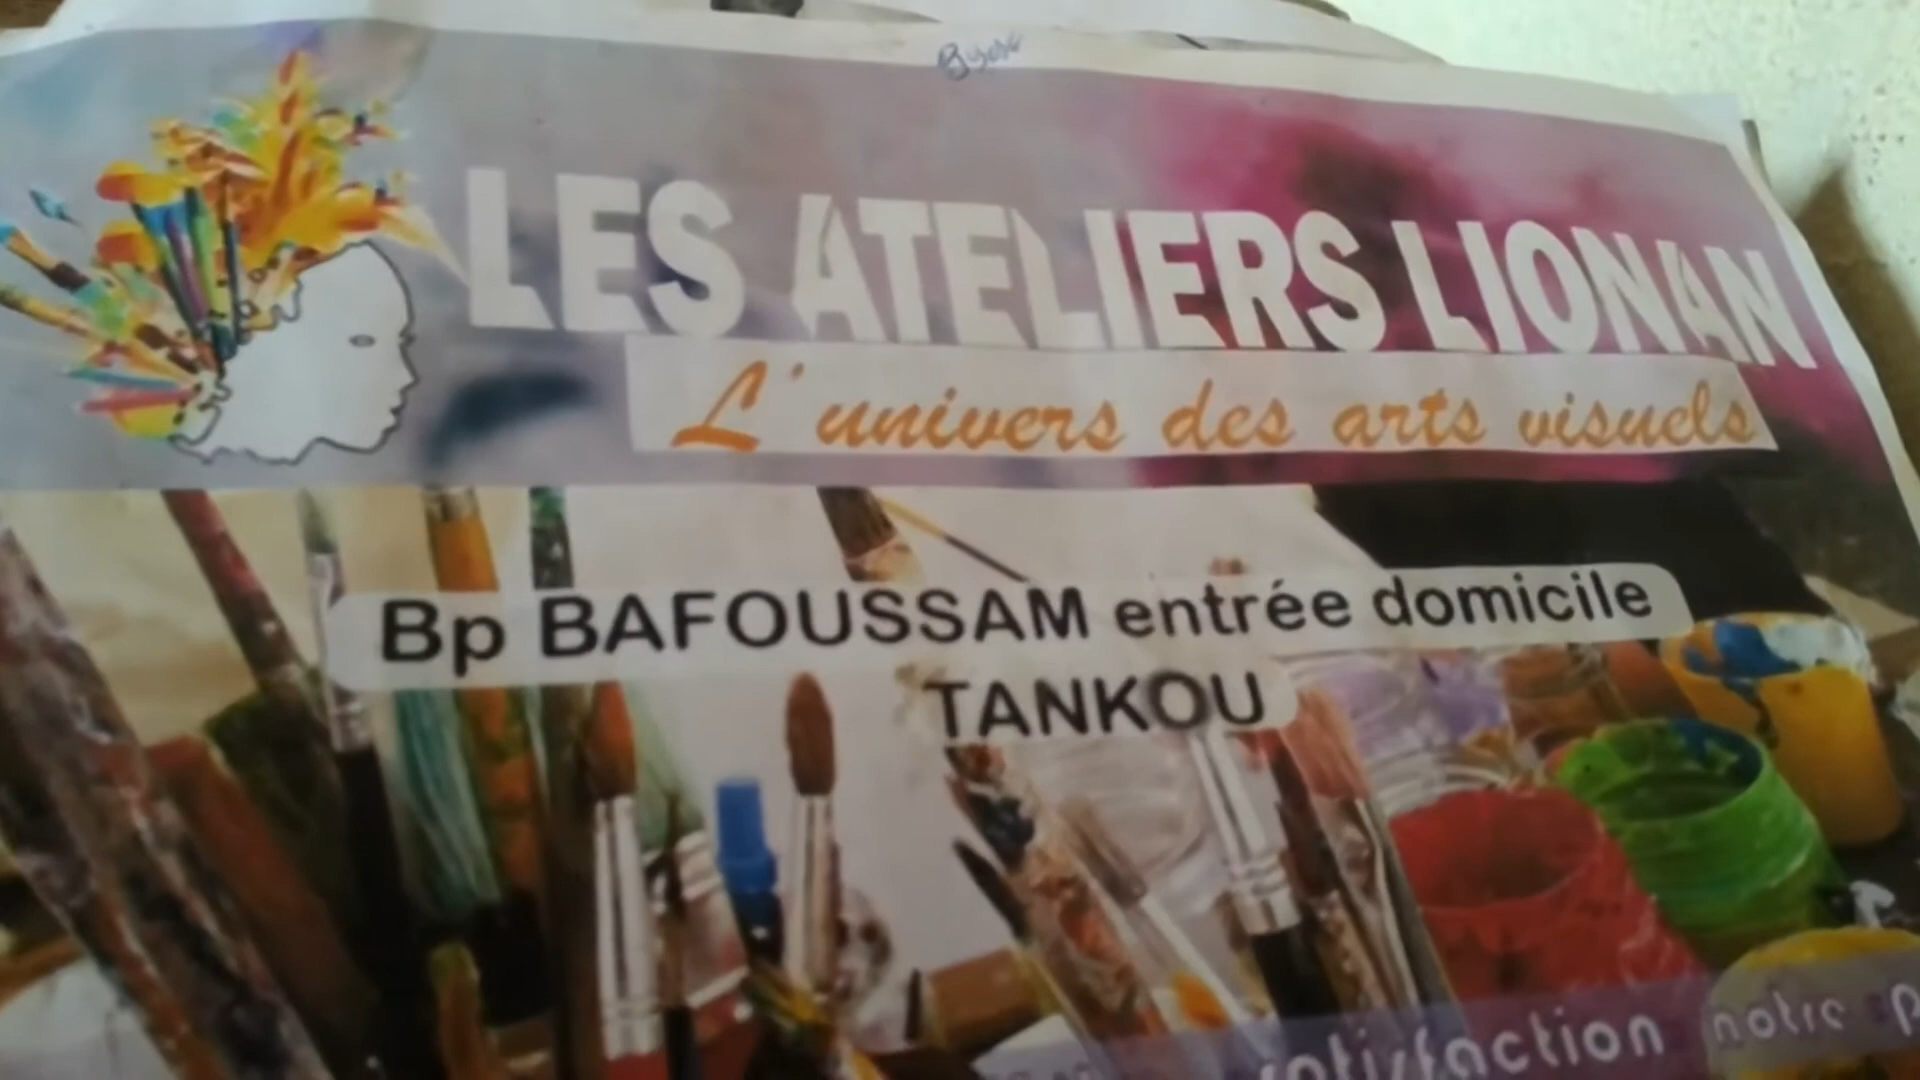 LES ATELIERS LIONAN
L'univers des arts visuels
Bp BAFOUSSAM entrée domicile
TANKOU
satisfaction notre